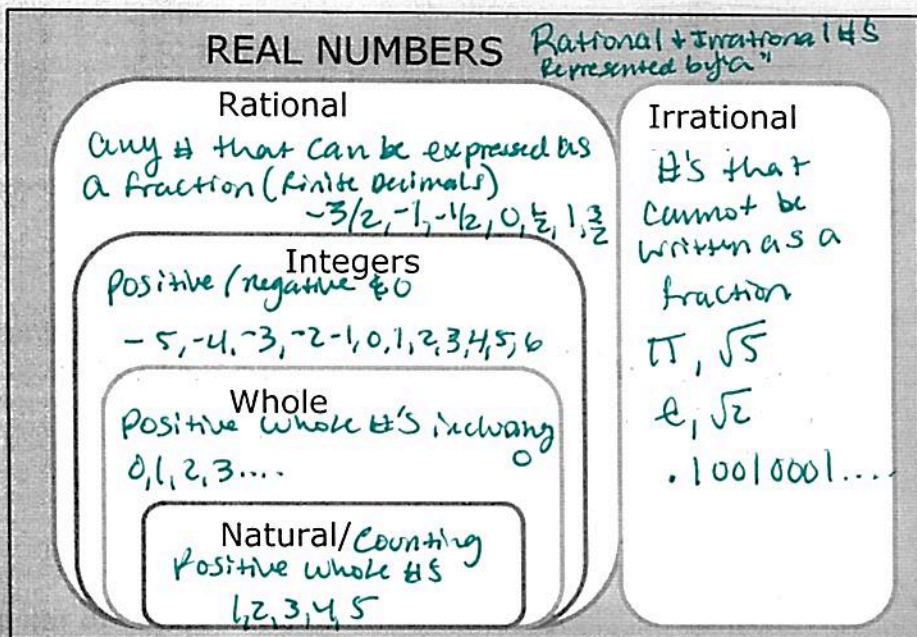 REAL NUMBERS Rational + Irrational #'s
Represented by "a"
Rational
any # that can be expressed as
a fraction (finite Decimals)
-3/2, -1, -1/2, 0, 1/2, 1, 3/2
Integers
Positive / negative & 0
-5, -4, -3, -2 -1, 0, 1, 2, 3, 4, 5, 6
Whole
Positive whole #'s including
0
0, 1, 2, 3....
Natural/Counting
Positive whole #s
1, 2, 3, 4, 5
Irrational
#'s that
cannot be
written as a
fraction
π, √5
e, √2
.10010001....